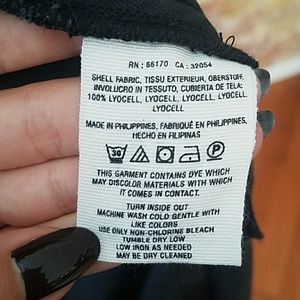 RN : 66170 CA : 32054
SHELL FABRIC, TISSU EXTERIEUR, OBERSTOFF,
INVOLUCRO IN TESSUTO, CUBIERTA DE TELA:
100% LYOCELL, LYOCELL, LYOCELL, LYOCELL,
LYOCELL
MADE IN PHILIPPINES, FABRIQUÉ EN PHILIPPINES,
HECHO EN FILIPINAS
30 P
THIS GARMENT CONTAINS DYE WHICH
MAY DISCOLOR MATERIALS WITH WHICH
IT COMES IN CONTACT.
TURN INSIDE OUT
MACHINE WASH COLD GENTLE WITH
LIKE COLORS
USE ONLY NON-CHLORINE BLEACH
TUMBLE DRY LOW
LOW IRON AS NEEDED
MAY BE DRY CLEANED